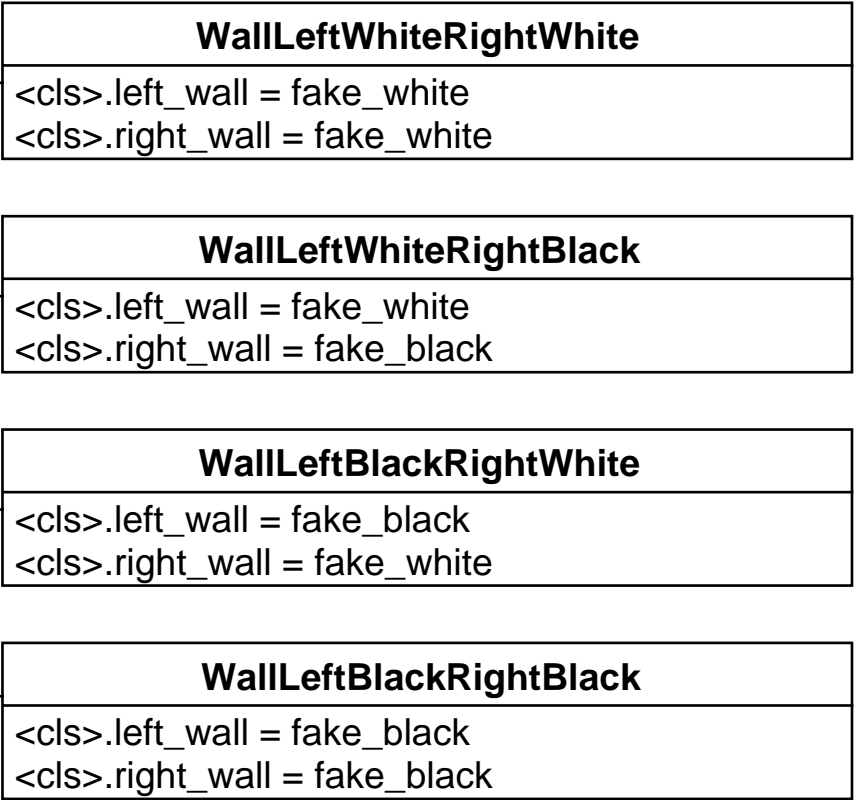 WallLeftWhiteRightWhite
<cls>.left_wall = fake_white
<cls>.right_wall = fake_white
WallLeftWhiteRightBlack
<cls>.left_wall = fake_white
<cls>.right_wall = fake_black
WallLeftBlackRightWhite
<cls>.left_wall = fake_black
<cls>.right_wall = fake_white
WallLeftBlackRightBlack
<cls>.left_wall = fake_black
<cls>.right_wall = fake_black